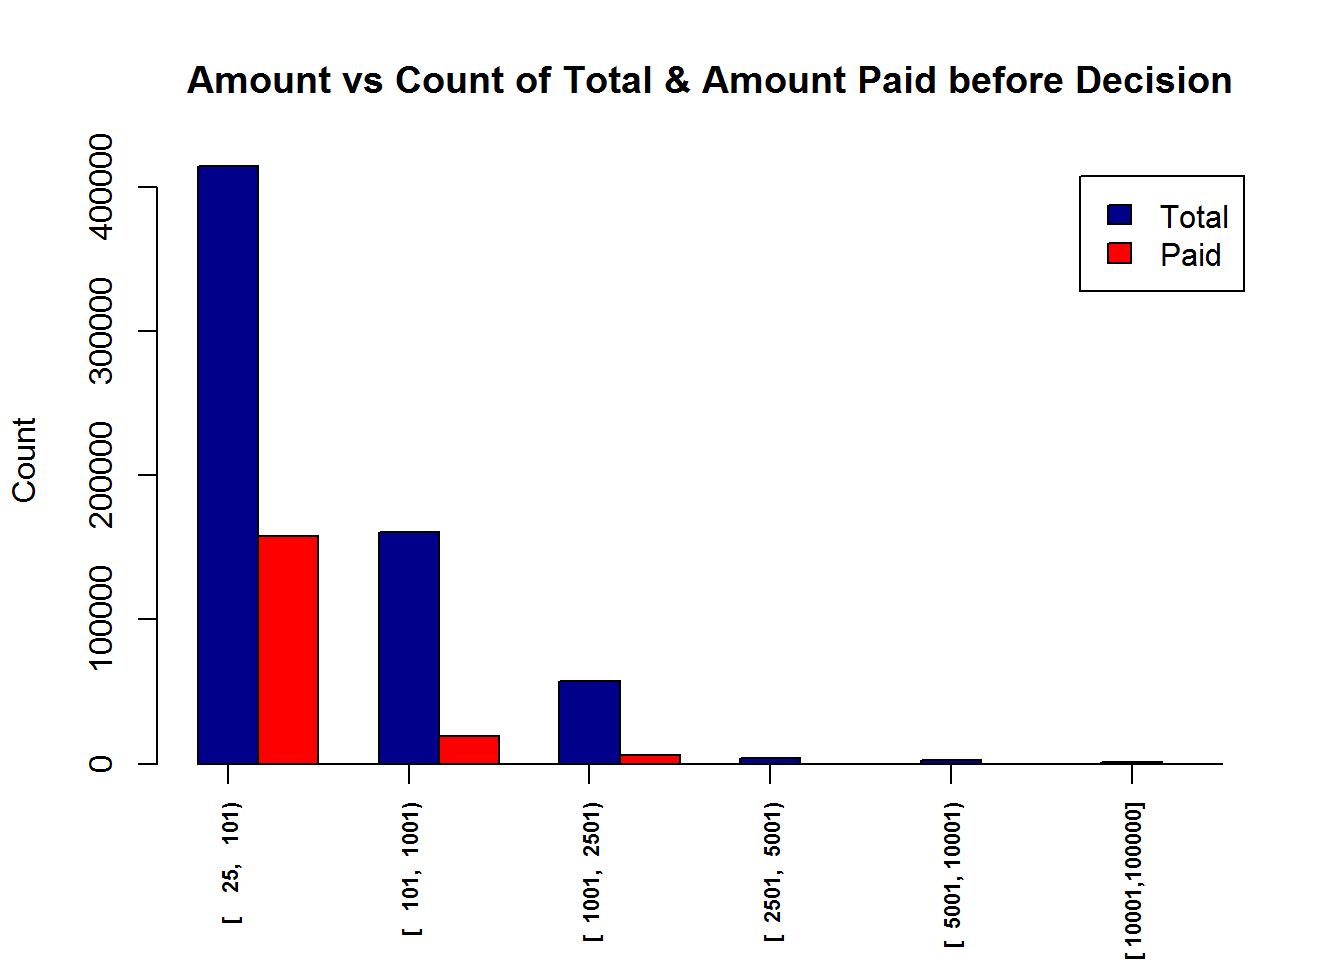 Amount vs Count of Total & Amount Paid before Decision
Total
Paid
Count
400000
300000
200000
100000
0
[   25,   101)
[  101,  1001)
[ 1001,  2501)
[ 2501,  5001)
[ 5001, 10001)
[10001,100000]